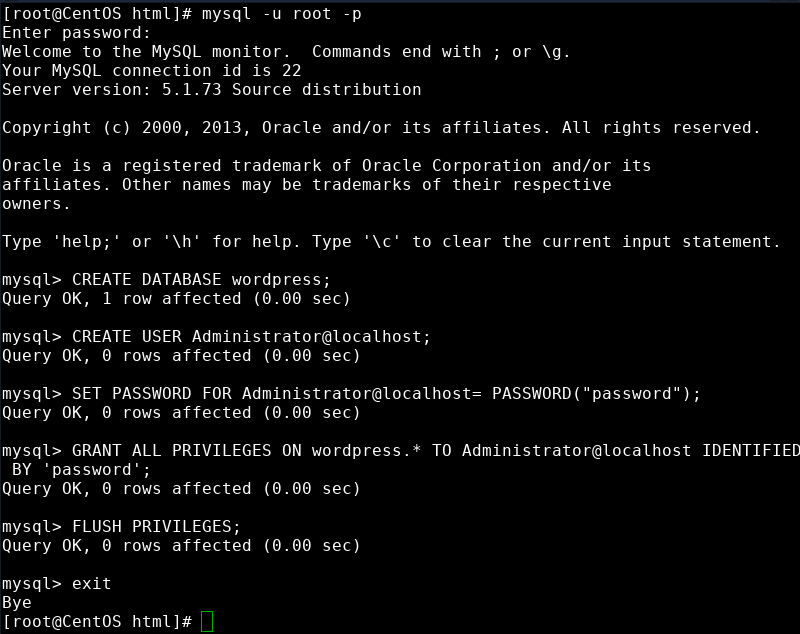 [root@CentOS html]# mysql -u root -p
Enter password:
Welcome to the MySQL monitor.  Commands end with ; or \g.
Your MySQL connection id is 22
Server version: 5.1.73 Source distribution
Copyright (c) 2000, 2013, Oracle and/or its affiliates. All rights reserved.
Oracle is a registered trademark of Oracle Corporation and/or its
affiliates. Other names may be trademarks of their respective
owners.
Type 'help;' or '\h' for help. Type '\c' to clear the current input statement.
mysql> CREATE DATABASE wordpress;
Query OK, 1 row affected (0.00 sec)
mysql> CREATE USER Administrator@localhost;
Query OK, 0 rows affected (0.00 sec)
mysql> SET PASSWORD FOR Administrator@localhost= PASSWORD("password");
Query OK, 0 rows affected (0.00 sec)
mysql> GRANT ALL PRIVILEGES ON wordpress.* TO Administrator@localhost IDENTIFIED
 BY 'password';
Query OK, 0 rows affected (0.00 sec)
mysql> FLUSH PRIVILEGES;
Query OK, 0 rows affected (0.00 sec)
mysql> exit
Bye
[root@CentOS html]#